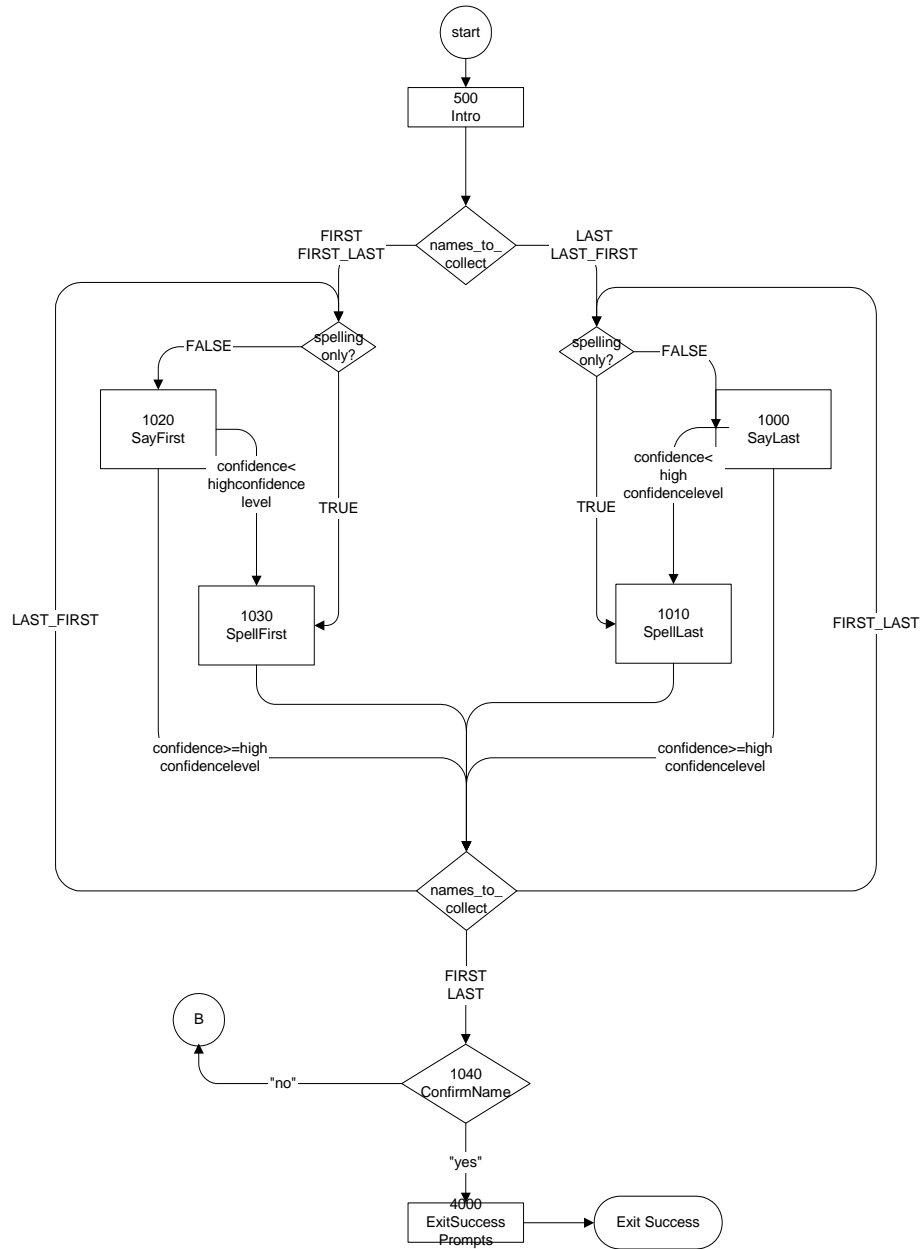 start
500
Intro
names_to_
collect
FIRST
FIRST_LAST
LAST
LAST_FIRST
spelling
only?
spelling
only?
FALSE
FALSE
1020
SayFirst
1000
SayLast
confidence<
highconfidence
level
confidence<
high
confidencelevel
TRUE
TRUE
1030
SpellFirst
1010
SpellLast
LAST_FIRST
FIRST_LAST
confidence>=high
confidencelevel
confidence>=high
confidencelevel
names_to_
collect
FIRST
LAST
B
1040
ConfirmName
"no"
"yes"
4000
ExitSuccess
Prompts
Exit Success